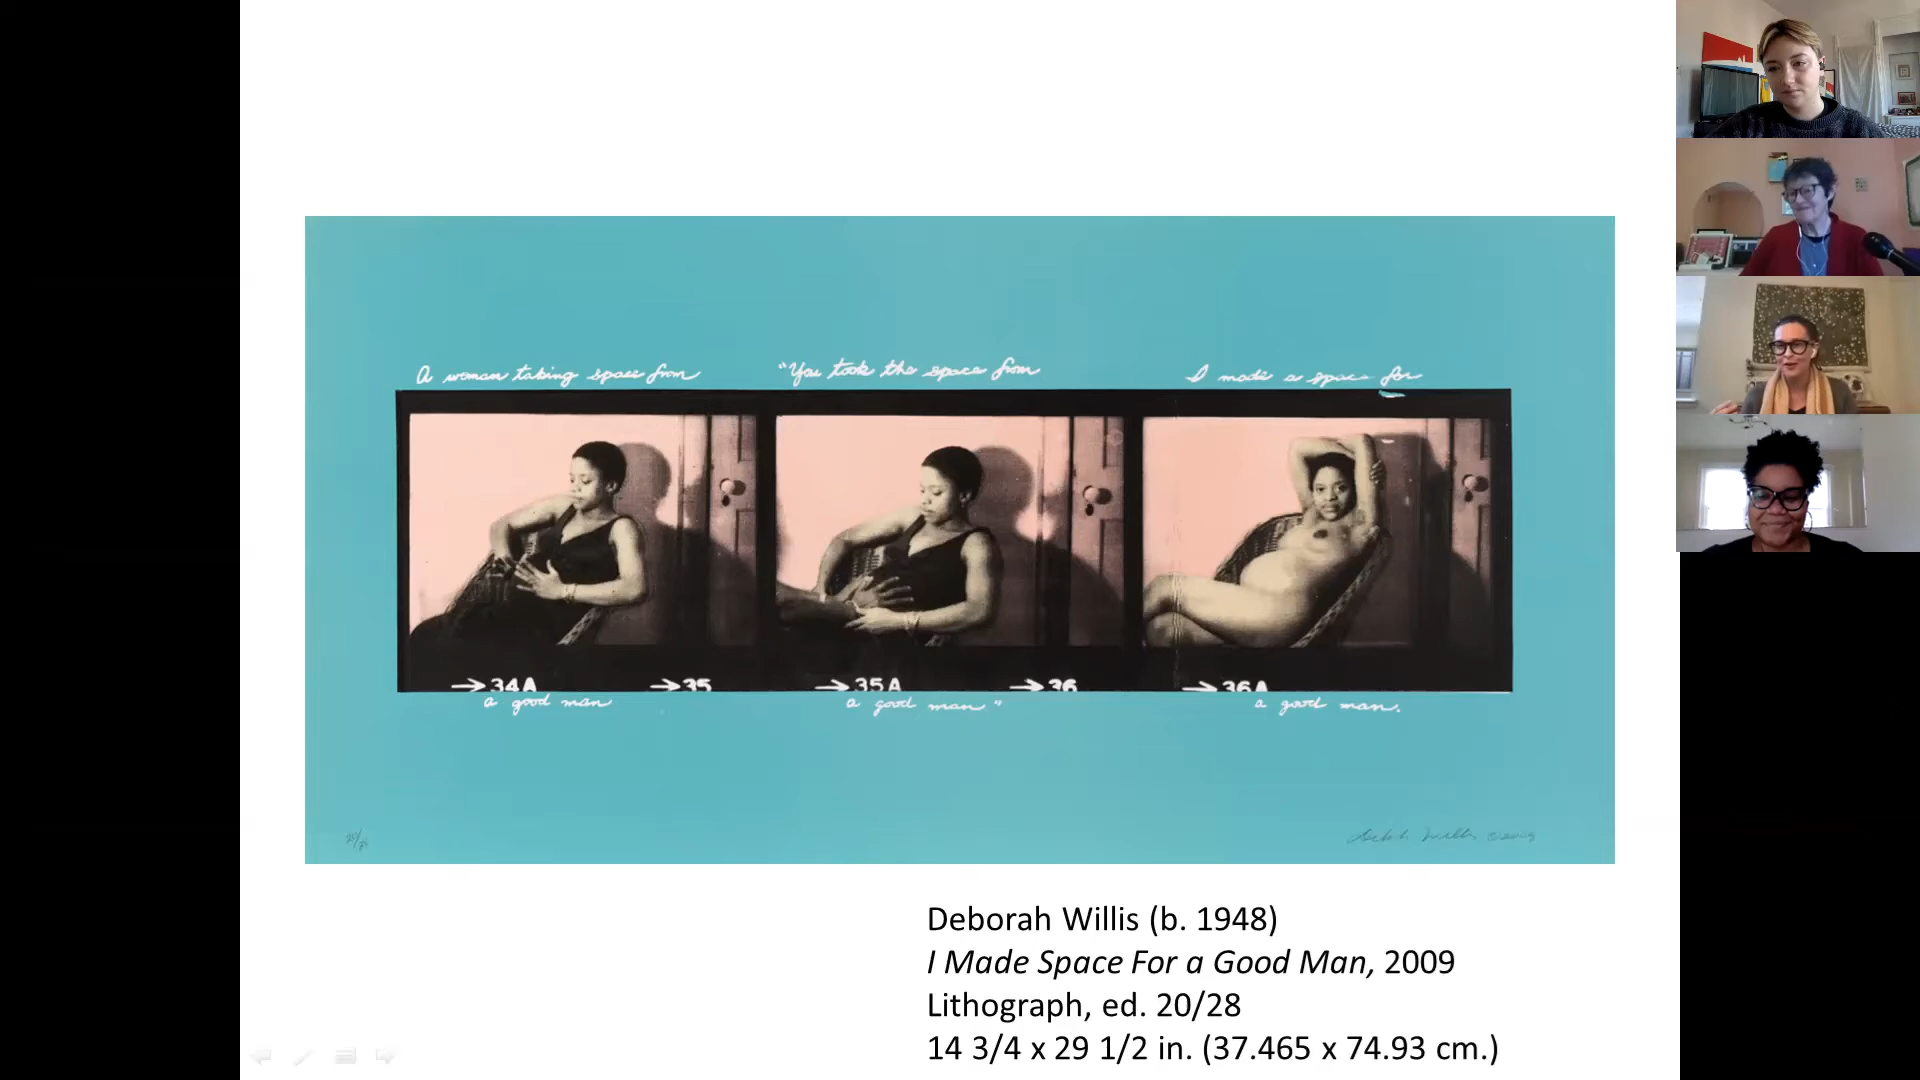 A woman taking space from
"You took the space from
I made a space for
→34A
→35
→35A
→36
→36A
a good man
a good man"
a good man.
Deborah Willis (b. 1948)
I Made Space For a Good Man, 2009
Lithograph, ed. 20/28
14 3/4 x 29 1/2 in. (37.465 x 74.93 cm.)